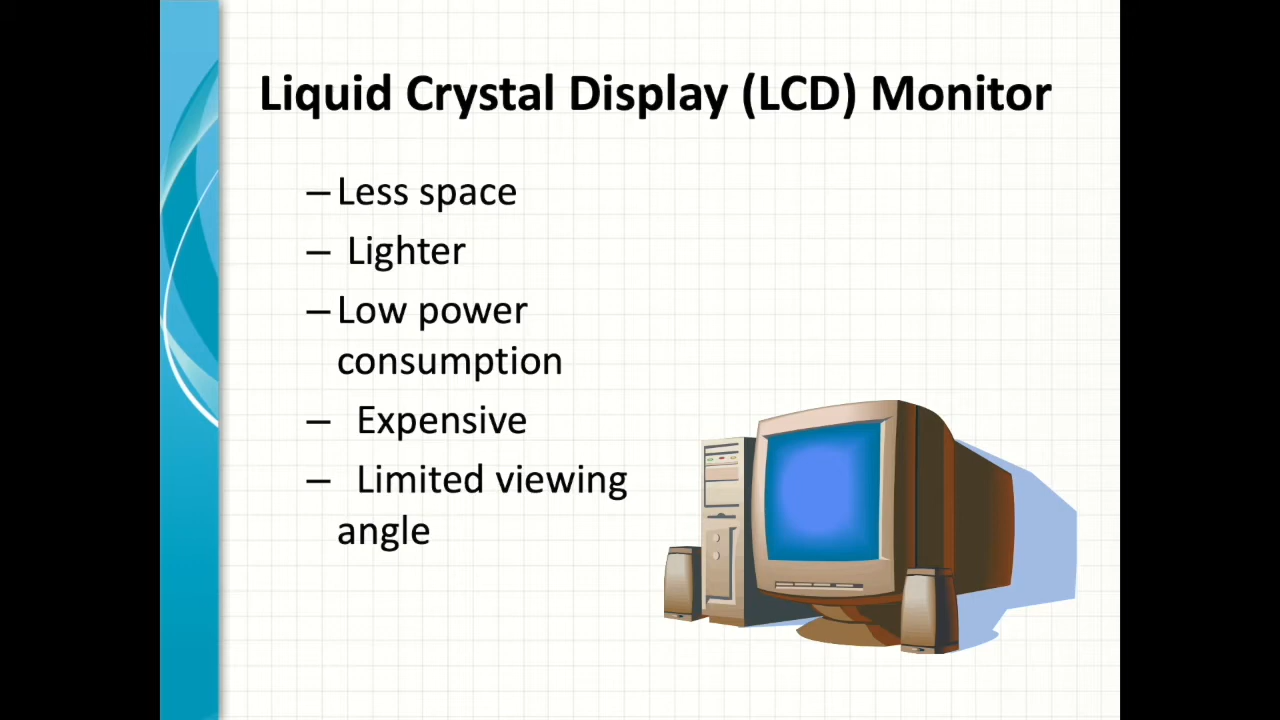 Liquid Crystal Display (LCD) Monitor
– Less space
– Lighter
– Low power
consumption
– Expensive
– Limited viewing
angle